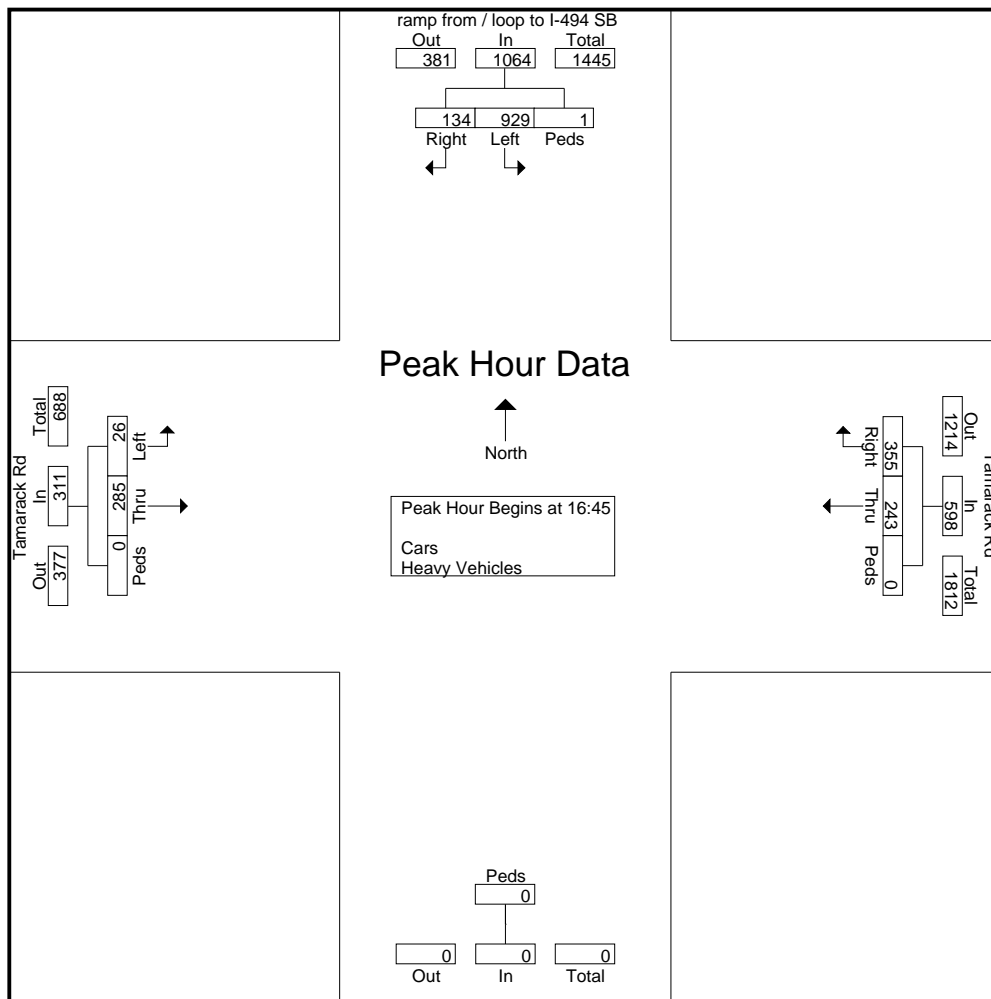 ramp from / loop to I-494 SB
Out In Total
381 1064 1445
134 929 1
Right Left Peds
Peak Hour Data
North
Peak Hour Begins at 16:45
Cars
Heavy Vehicles
Tamarack Rd
Total In Out
688 311 377
26 285 0
Left Thru Peds
Tamarack Rd
Out In Total
1214 598 1812
355 243 0
Right Thru Peds
Peds
0
0 0 0
Out In Total